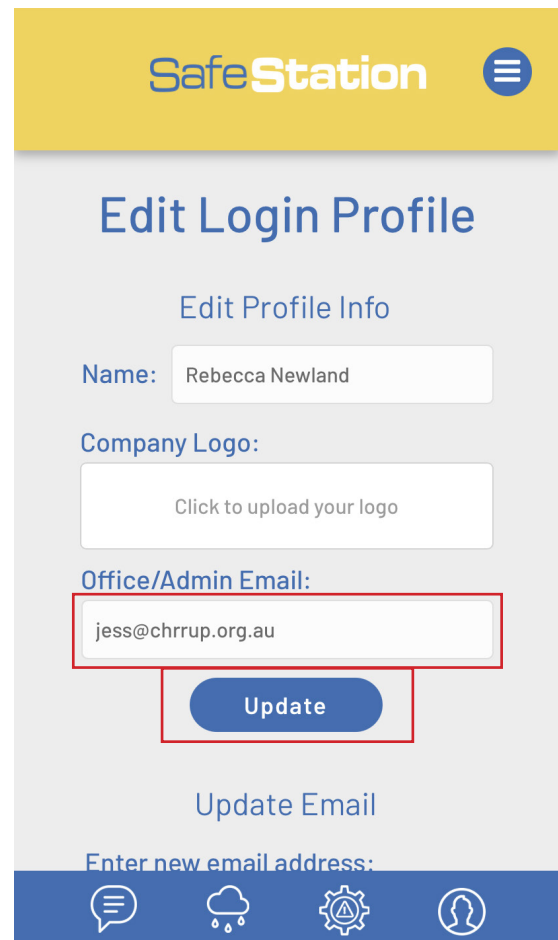 SafeStation
Edit Login Profile
Edit Profile Info
Name: Rebecca Newland
Company Logo:
Click to upload your logo
Office/Admin Email:
jess@chrrup.org.au
Update
Update Email
Enter new email address: